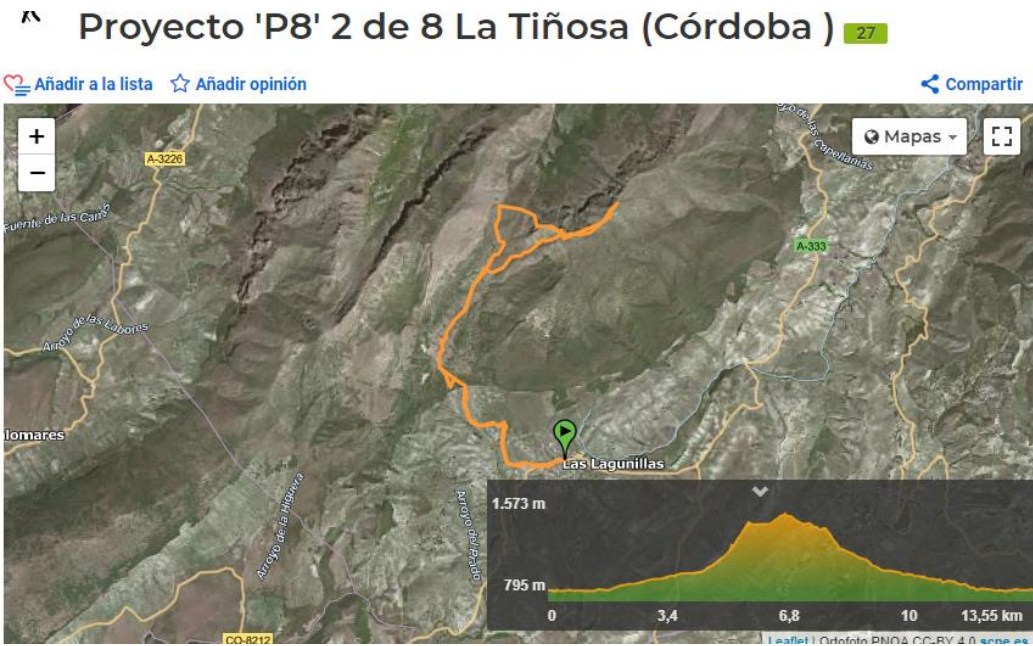 Proyecto 'P8' 2 de 8 La Tiñosa (Córdoba ) 27
Añadir a la lista Añadir opinión Compartir
+
−
Mapas
A-3226
Capellanías
Fuente de las Cañas
A-333
Arroyo de las Labores
lomares
Las Lagunillas
Arroyo de la Higuera
Arroyo del Prado
1.573 m
795 m
0 3,4 6,8 10 13,55 km
CO-8212
Leaflet | Ortofoto PNOA CC-BY 4.0 scne.es